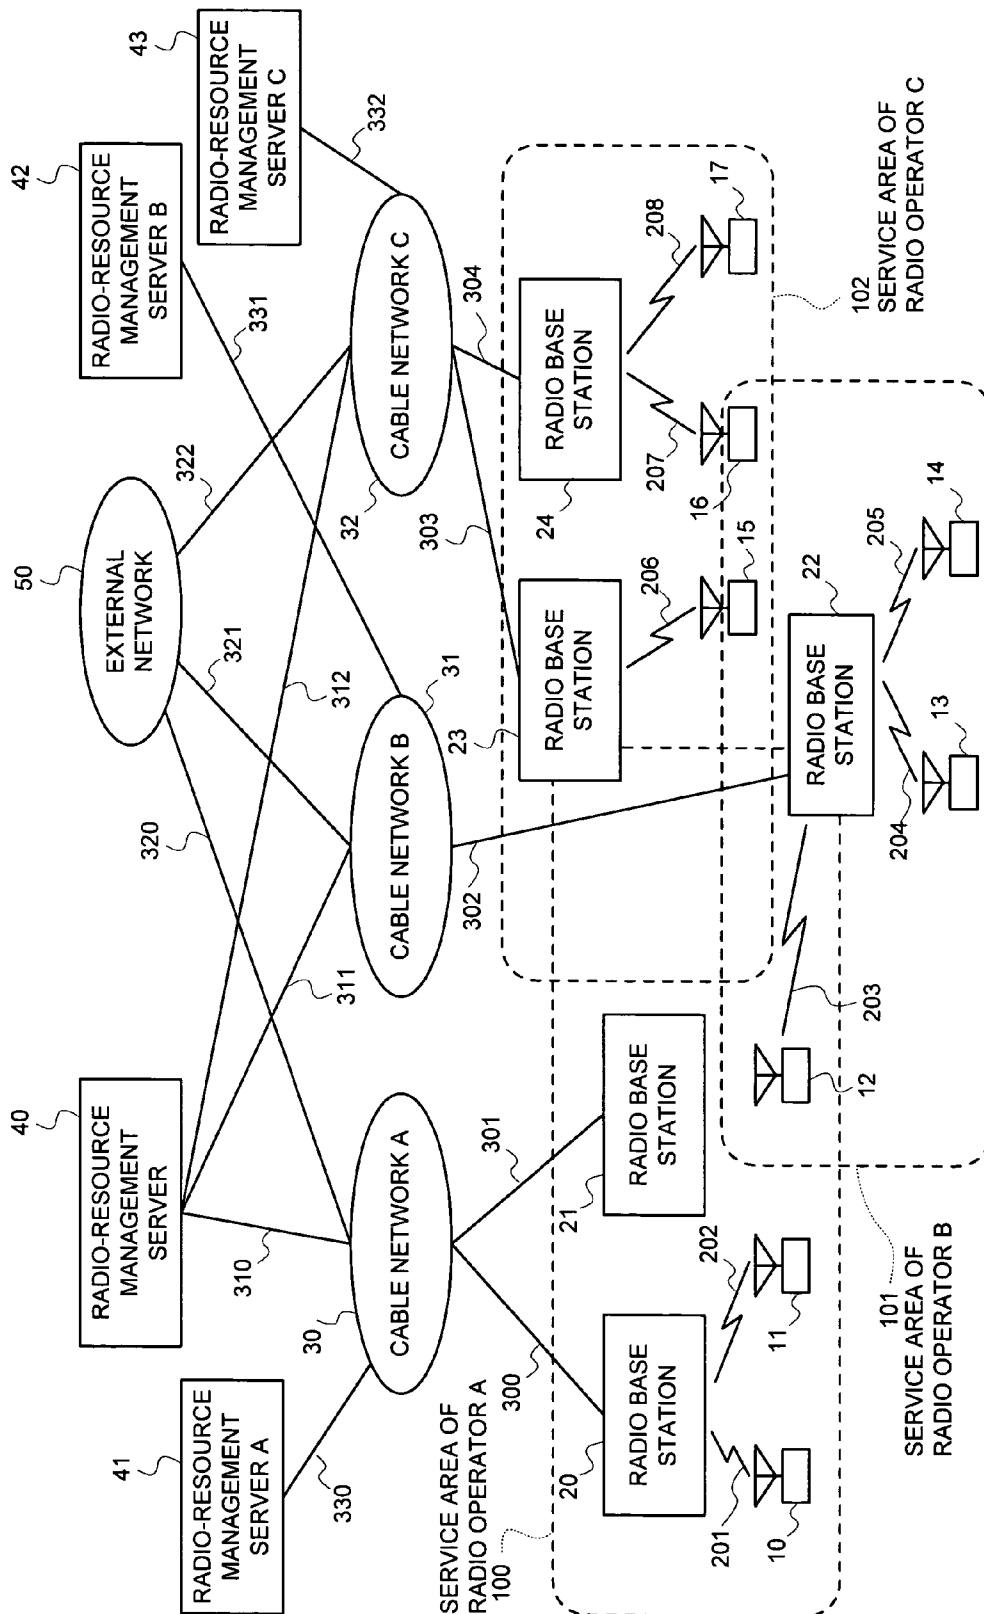 41
RADIO-RESOURCE
MANAGEMENT
SERVER A
40
RADIO-RESOURCE
MANAGEMENT
SERVER
50
EXTERNAL
NETWORK
42
RADIO-RESOURCE
MANAGEMENT
SERVER B
43
RADIO-RESOURCE
MANAGEMENT
SERVER C
330
310
320
321
322
331
332
311
312
30
CABLE NETWORK A
CABLE NETWORK B
31
32
CABLE NETWORK C
SERVICE AREA OF
RADIO OPERATOR A
100
300
301
302
303
304
20
RADIO BASE
STATION
21
RADIO BASE
STATION
23
RADIO BASE
STATION
24
RADIO BASE
STATION
201
202
206
207
208
10
11
12
15
16
17
102
SERVICE AREA OF
RADIO OPERATOR C
203
RADIO BASE
STATION
22
204
205
13
14
101
SERVICE AREA OF
RADIO OPERATOR B